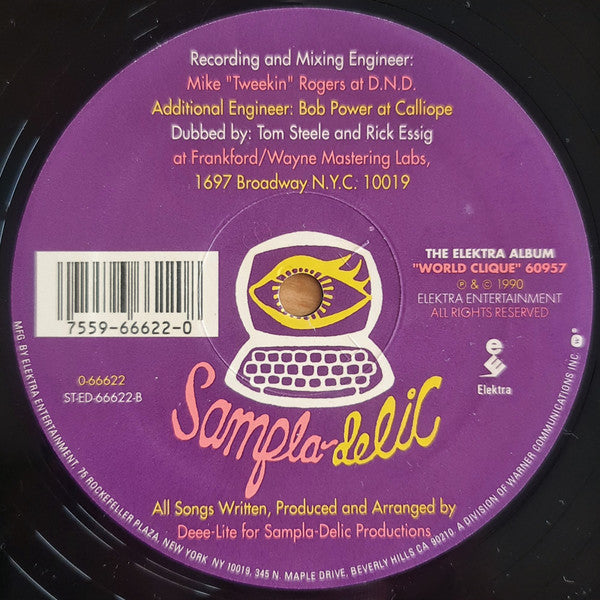 Recording and Mixing Engineer:
Mike "Tweekin" Rogers at D.N.D.
Additional Engineer: Bob Power at Calliope
Dubbed by: Tom Steele and Rick Essig
at Frankford/Wayne Mastering Labs,
1697 Broadway N.Y.C. 10019
7559-66622-0
0-66622
ST-ED-66622-B
THE ELEKTRA ALBUM
"WORLD CLIQUE" 60957
℗ & © 1990
ELEKTRA ENTERTAINMENT
ALL RIGHTS RESERVED
Elektra
Sampla-delic
All Songs Written, Produced and Arranged by
Deee-Lite for Sampla-Delic Productions
MFG. BY ELEKTRA ENTERTAINMENT, 75 ROCKEFELLER PLAZA, NEW YORK, NY 10019, 345 N. MAPLE DRIVE, BEVERLY HILLS CA 90210. A DIVISION OF WARNER COMMUNICATIONS INC.